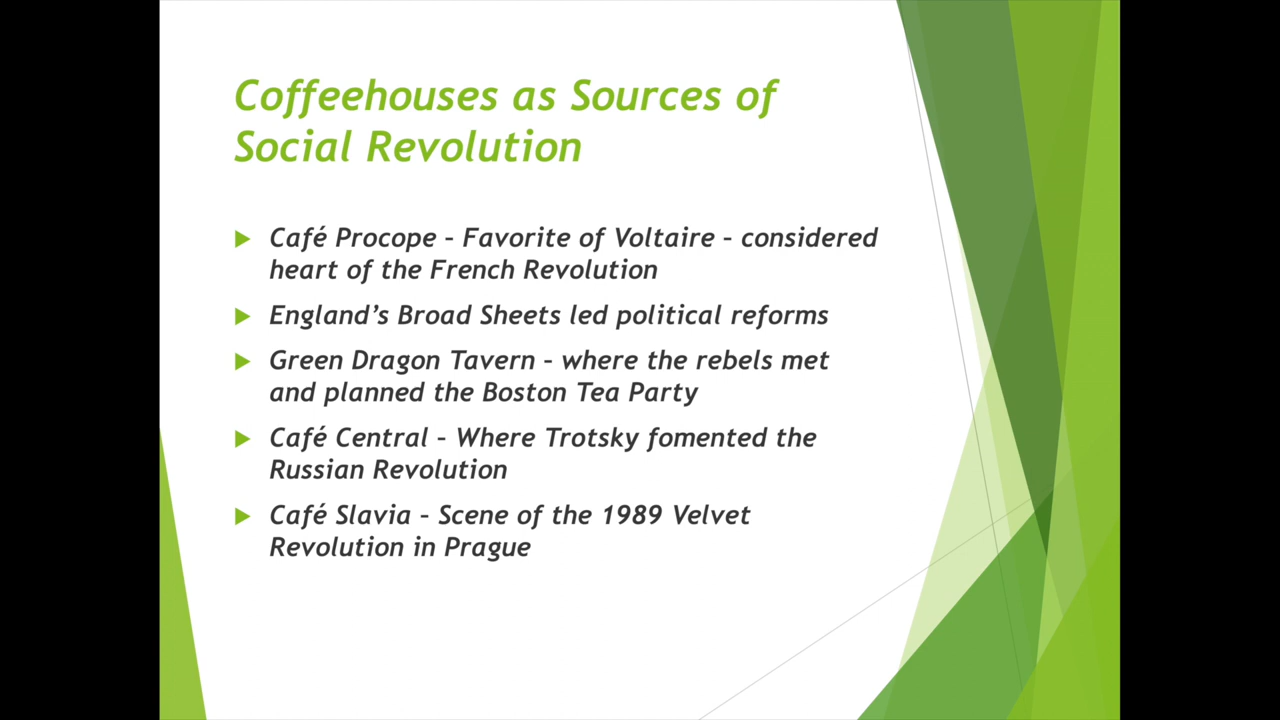 Coffeehouses as Sources of
Social Revolution
Café Procope – Favorite of Voltaire – considered
heart of the French Revolution
England’s Broad Sheets led political reforms
Green Dragon Tavern – where the rebels met
and planned the Boston Tea Party
Café Central – Where Trotsky fomented the
Russian Revolution
Café Slavia – Scene of the 1989 Velvet
Revolution in Prague